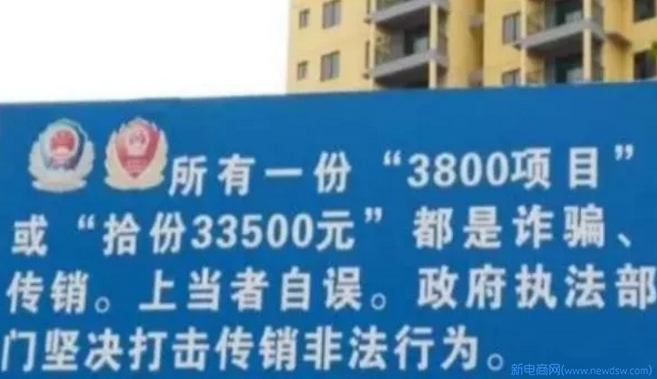 所有一份“3800项目”
或“拾份33500元”都是诈骗、
传销。上当者自误。政府执法部
门坚决打击传销非法行为。
新电商网(www.newdsw.com)